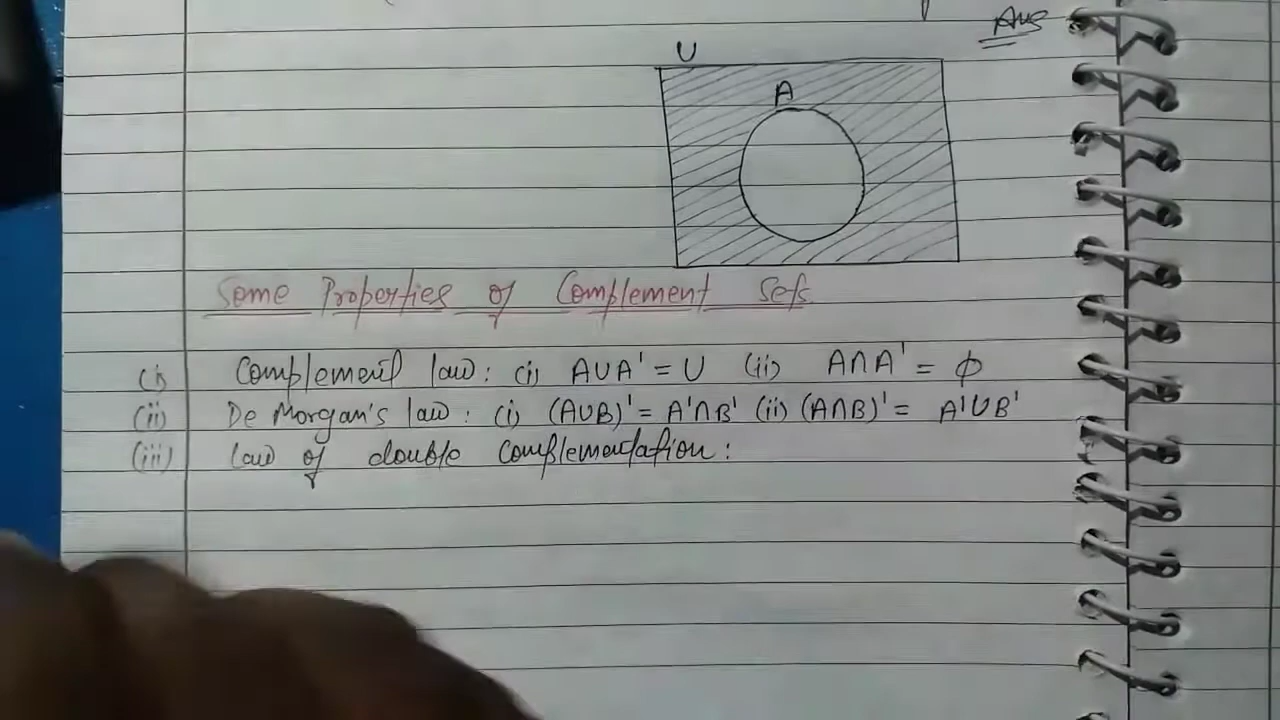 Ans
U
A
Some Properties of Complement Sets
(i) Complement law: (i) A∪A' = U (ii) A∩A' = ϕ
(ii) De Morgan's law: (i) (A∪B)' = A'∩B' (ii) (A∩B)' = A'∪B'
(iii) law of double complementation: